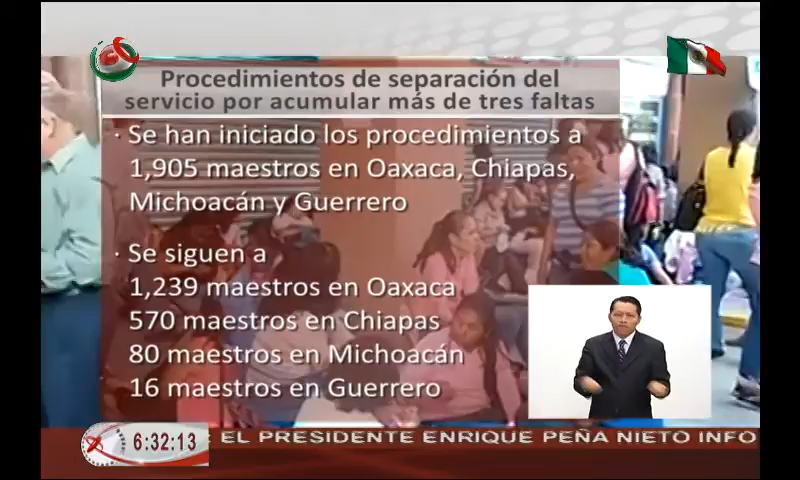 Procedimientos de separación del
servicio por acumular más de tres faltas
· Se han iniciado los procedimientos a
1,905 maestros en Oaxaca, Chiapas,
Michoacán y Guerrero
· Se siguen a
1,239 maestros en Oaxaca
570 maestros en Chiapas
80 maestros en Michoacán
16 maestros en Guerrero
6:32:13
EL PRESIDENTE ENRIQUE PEÑA NIETO INFO